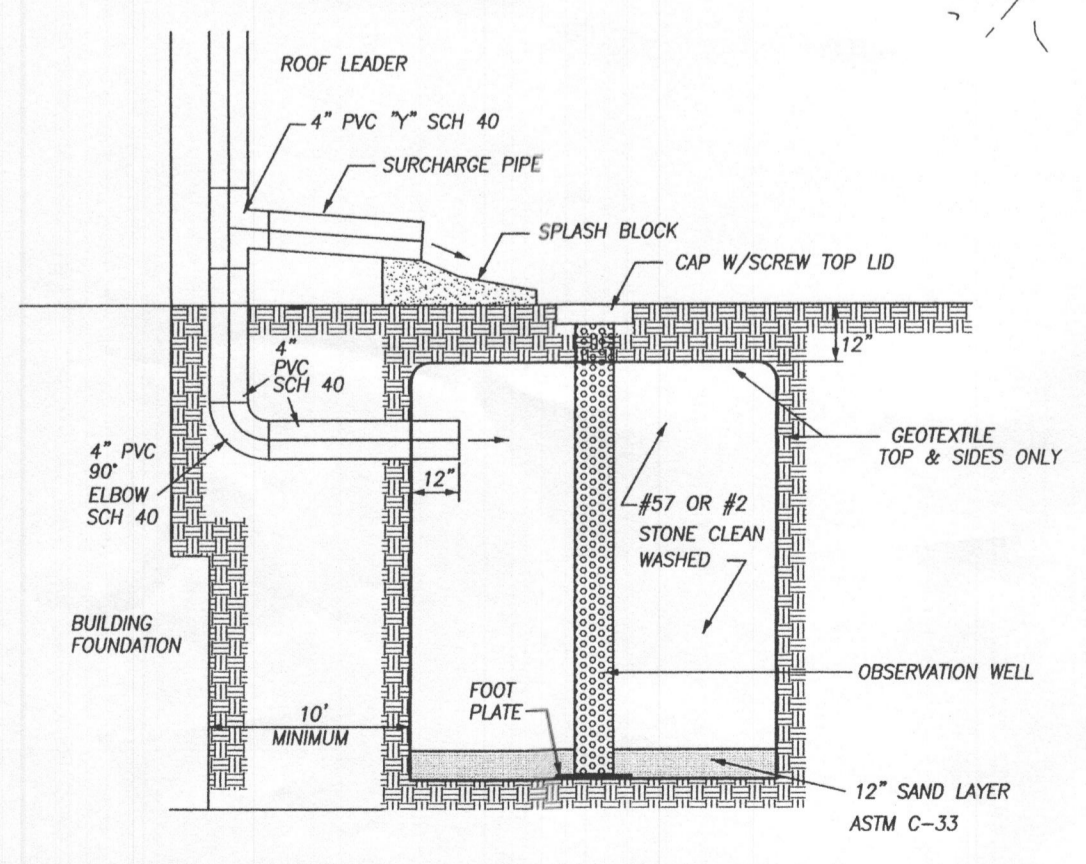 ROOF LEADER
4" PVC "Y" SCH 40
SURCHARGE PIPE
SPLASH BLOCK
CAP W/SCREW TOP LID
12"
4"
PVC
SCH 40
4" PVC
90°
ELBOW
SCH 40
12"
GEOTEXTILE
TOP & SIDES ONLY
#57 OR #2
STONE CLEAN
WASHED
BUILDING
FOUNDATION
OBSERVATION WELL
FOOT
PLATE
10'
MINIMUM
12" SAND LAYER
ASTM C-33